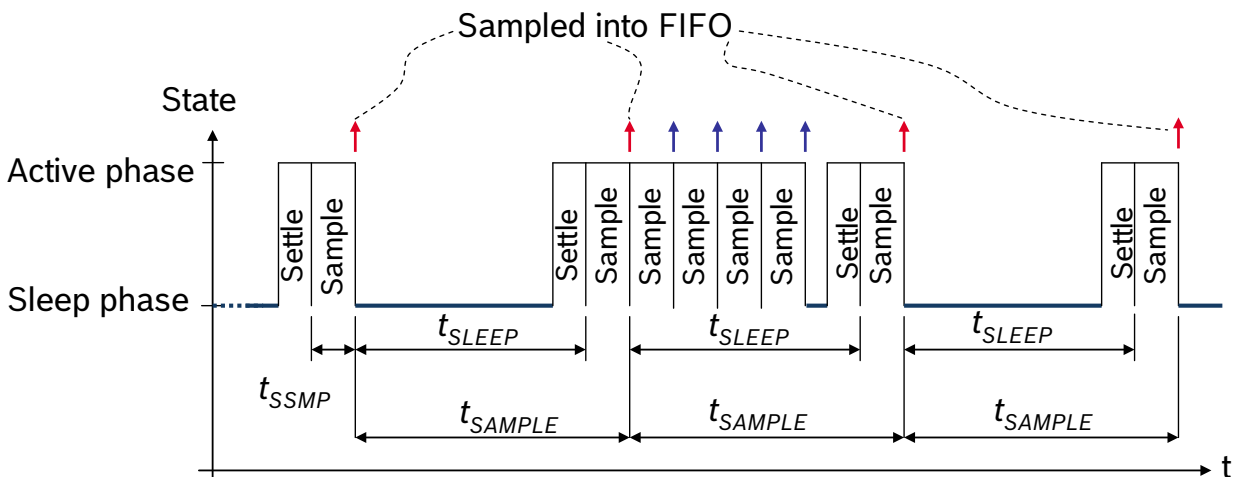 Sampled into FIFO
State
Active phase
Settle
Sample
Settle
Sample
Sample
Sample
Sample
Sample
Settle
Sample
Settle
Sample
Sleep phase
tSLEEP
tSLEEP
tSLEEP
tSSMP
tSAMPLE
tSAMPLE
tSAMPLE
t